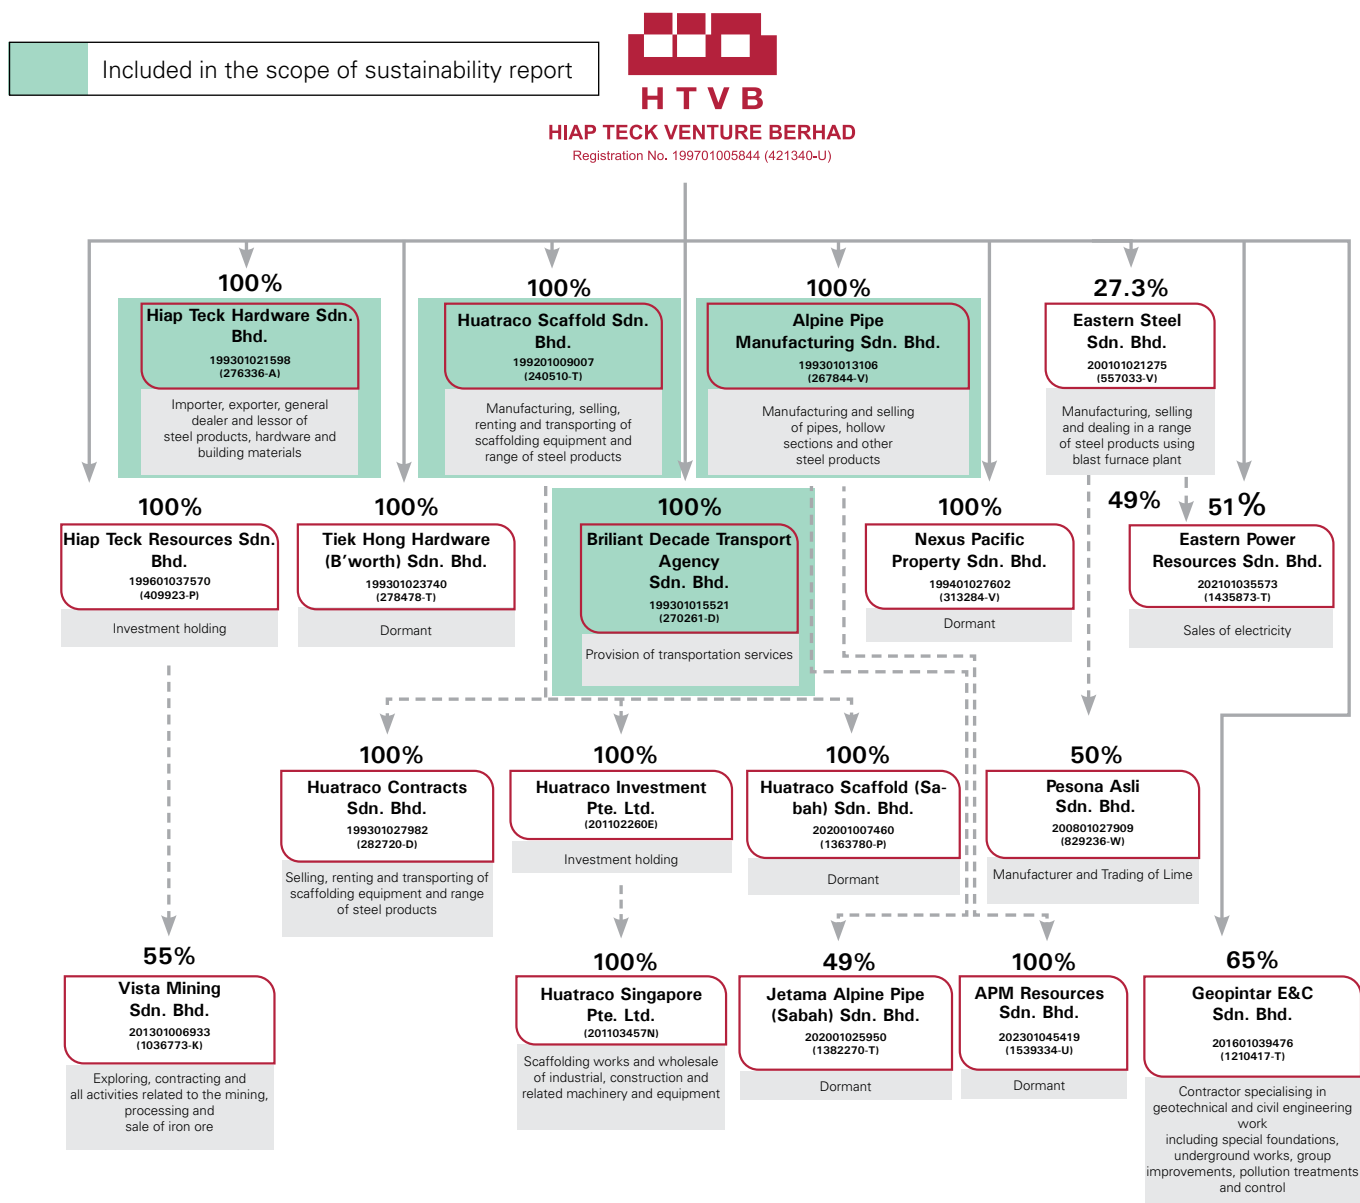 Included in the scope of sustainability report
HTVB
HIAP TECK VENTURE BERHAD
Registration No. 199701005844 (421340-U)
100%
Hiap Teck Hardware Sdn.
Bhd.
199301021598
(276336-A)
Importer, exporter, general
dealer and lessor of
steel products, hardware and
building materials
100%
Huatraco Scaffold Sdn.
Bhd.
199201009007
(240510-T)
Manufacturing, selling,
renting and transporting of
scaffolding equipment and
range of steel products
100%
Alpine Pipe
Manufacturing Sdn. Bhd.
199301013106
(267844-V)
Manufacturing and selling
of pipes, hollow
sections and other
steel products
27.3%
Eastern Steel
Sdn. Bhd.
200101021275
(557033-V)
Manufacturing, selling
and dealing in a range
of steel products using
blast furnace plant
100%
Hiap Teck Resources Sdn.
Bhd.
199601037570
(409923-P)
Investment holding
100%
Tiek Hong Hardware
(B'worth) Sdn. Bhd.
199301023740
(278478-T)
Dormant
100%
Briliant Decade Transport
Agency
Sdn. Bhd.
199301015521
(270261-D)
Provision of transportation services
100%
Nexus Pacific
Property Sdn. Bhd.
199401027602
(313284-V)
Dormant
49%
51%
Eastern Power
Resources Sdn. Bhd.
202101035573
(1435873-T)
Sales of electricity
100%
Huatraco Contracts
Sdn. Bhd.
199301027982
(282720-D)
Selling, renting and transporting of
scaffolding equipment and range
of steel products
100%
Huatraco Investment
Pte. Ltd.
(201102260E)
Investment holding
100%
Huatraco Scaffold (Sa-
bah) Sdn. Bhd.
202001007460
(1363780-P)
Dormant
50%
Pesona Asli
Sdn. Bhd.
200801027909
(829236-W)
Manufacturer and Trading of Lime
55%
Vista Mining
Sdn. Bhd.
201301006933
(1036773-K)
Exploring, contracting and
all activities related to the mining,
processing and
sale of iron ore
100%
Huatraco Singapore
Pte. Ltd.
(201103457N)
Scaffolding works and wholesale
of industrial, construction and
related machinery and equipment
49%
Jetama Alpine Pipe
(Sabah) Sdn. Bhd.
202001025950
(1382270-T)
Dormant
100%
APM Resources
Sdn. Bhd.
202301045419
(1539334-U)
Dormant
65%
Geopintar E&C
Sdn. Bhd.
201601039476
(1210417-T)
Contractor specialising in
geotechnical and civil engineering
work
including special foundations,
underground works, group
improvements, pollution treatments
and control